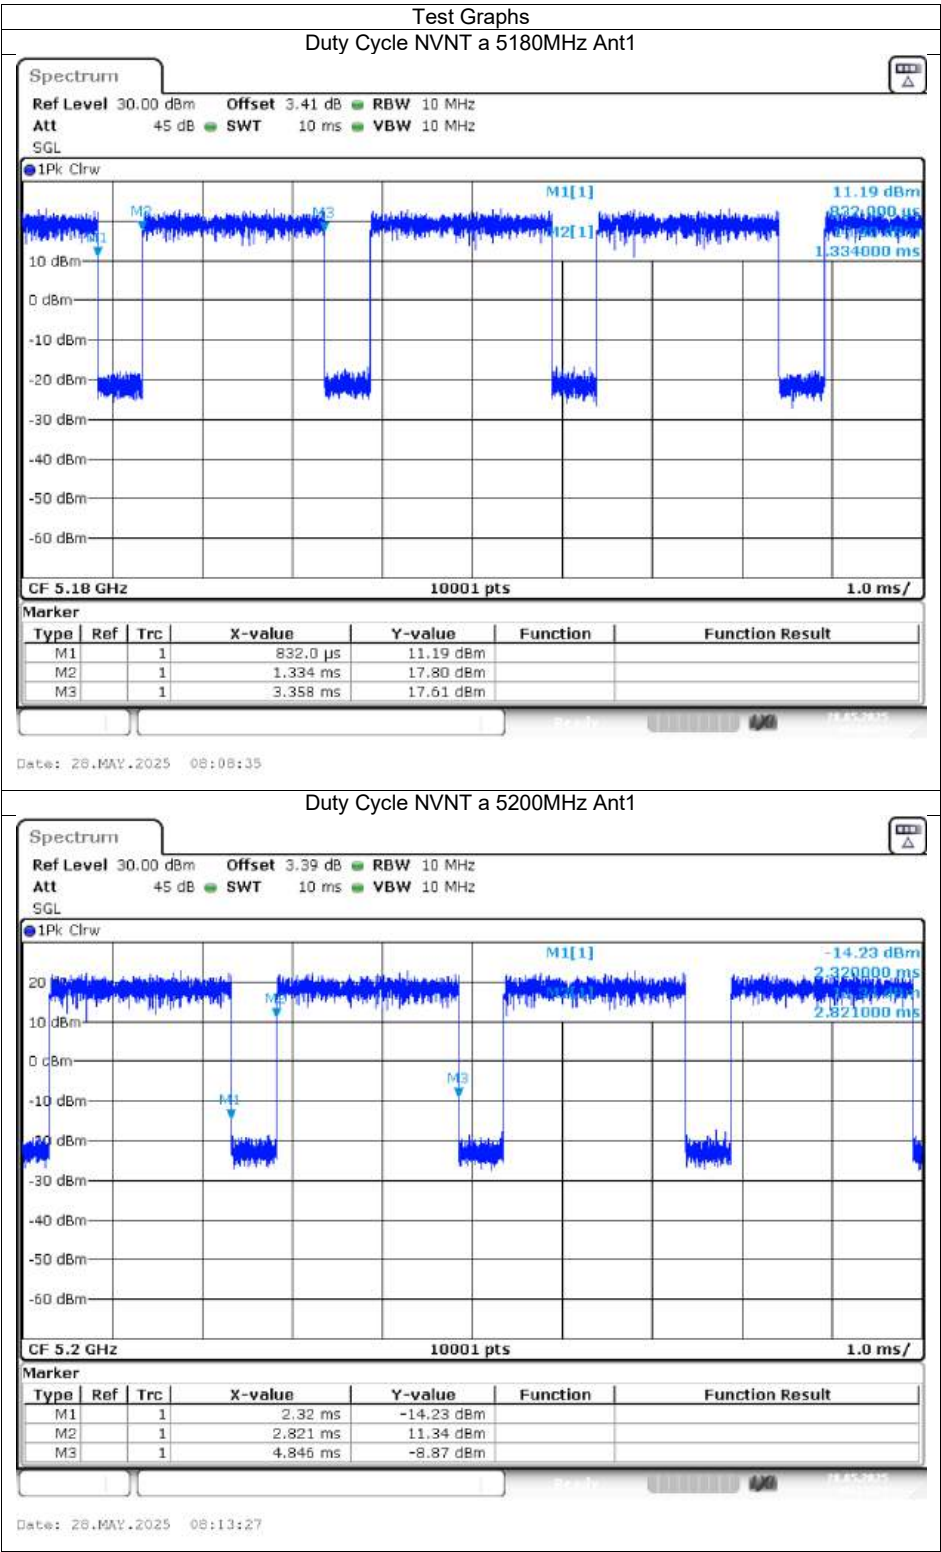 Test Graphs
Duty Cycle NVNT a 5180MHz Ant1
Spectrum
Ref Level 30.00 dBm Offset 3.41 dB RBW 10 MHz
Att 45 dB SWT 10 ms VBW 10 MHz
SGL
1Pk Clrw
M1[1] 11.19 dBm
M2 M3 832.000 µs
M1 M2[1]
1.334000 ms
10 dBm
0 dBm
-10 dBm
-20 dBm
-30 dBm
-40 dBm
-50 dBm
-60 dBm
CF 5.18 GHz 10001 pts 1.0 ms/
Marker
Type Ref Trc X-value Y-value Function Function Result
M1 1 832.0 µs 11.19 dBm
M2 1 1.334 ms 17.80 dBm
M3 1 3.358 ms 17.61 dBm
Date: 28.MAY.2025 08:08:35
Duty Cycle NVNT a 5200MHz Ant1
Spectrum
Ref Level 30.00 dBm Offset 3.39 dB RBW 10 MHz
Att 45 dB SWT 10 ms VBW 10 MHz
SGL
1Pk Clrw
M1[1] -14.23 dBm
2.320000 ms
20
2.821000 ms
10 dBm
0 dBm
M3
-10 dBm M1
-20 dBm
-30 dBm
-40 dBm
-50 dBm
-60 dBm
CF 5.2 GHz 10001 pts 1.0 ms/
Marker
Type Ref Trc X-value Y-value Function Function Result
M1 1 2.32 ms -14.23 dBm
M2 1 2.821 ms 11.34 dBm
M3 1 4.846 ms -8.87 dBm
Date: 28.MAY.2025 08:13:27